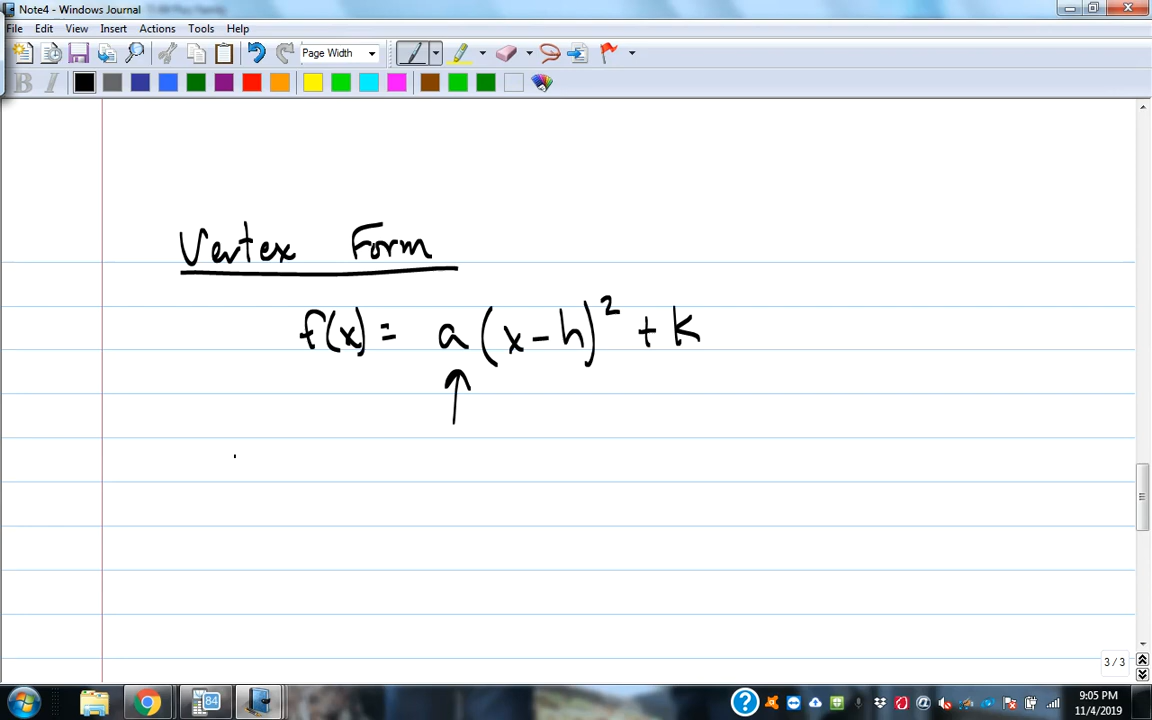 Note4 - Windows Journal
File Edit View Insert Actions Tools Help
Page Width
B I
Vertex Form
f(x) = a(x-h)² + k
3 / 3
84
9:05 PM
11/4/2019